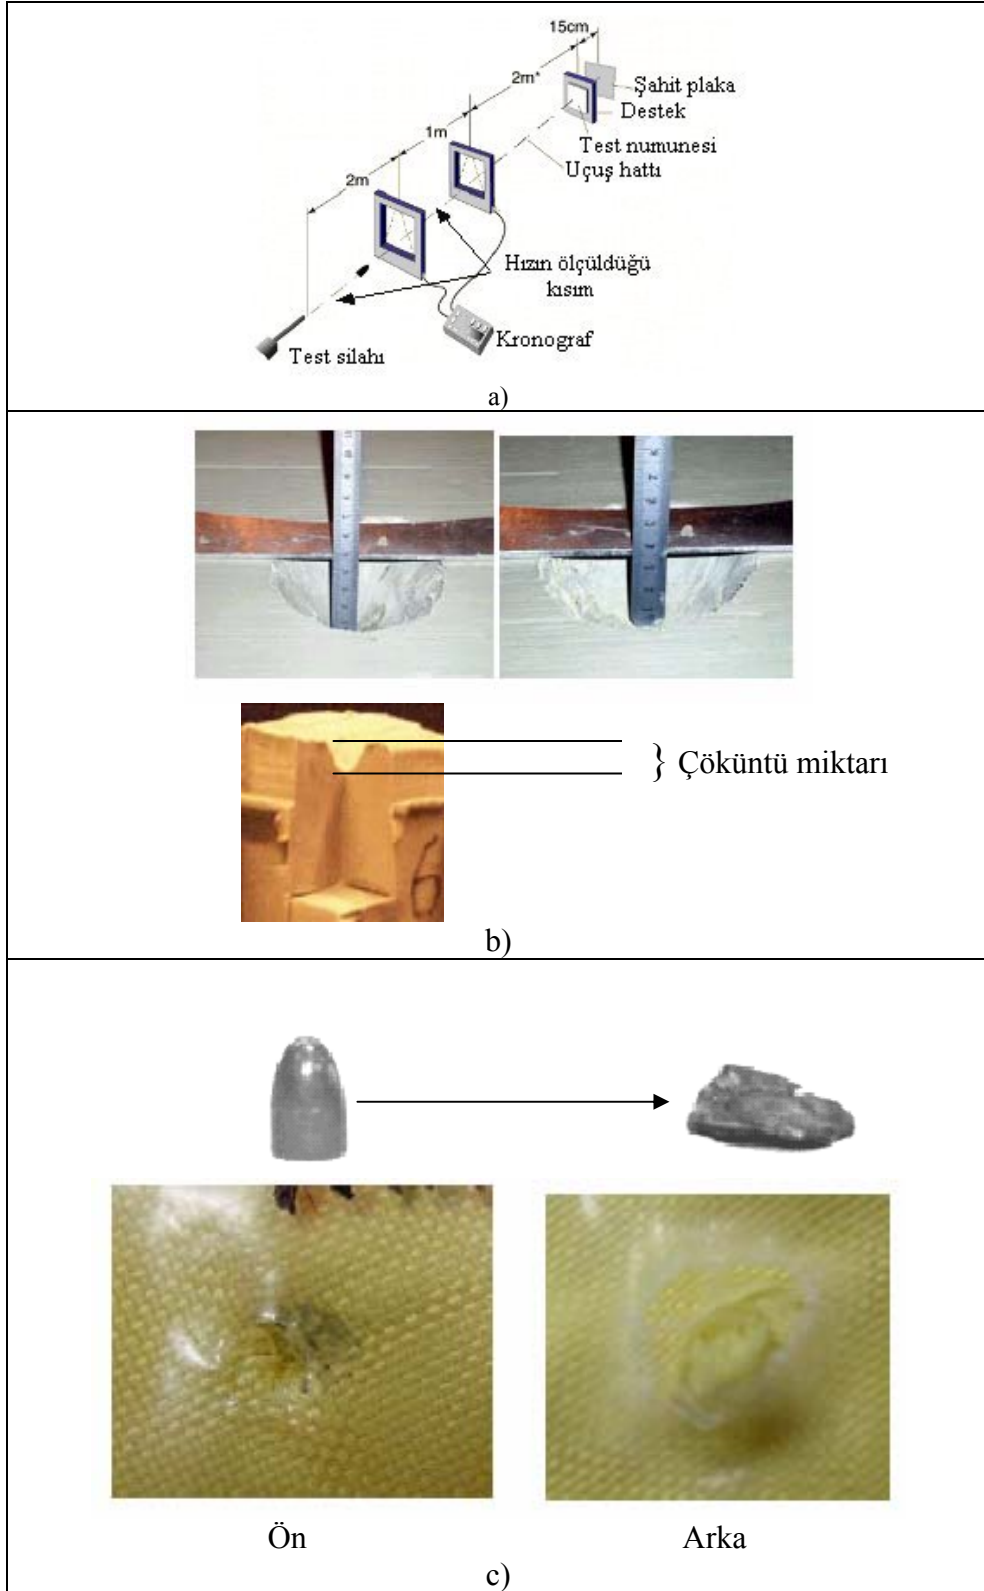 15cm
2m*
Şahit plaka
Destek
1m
Test numunesi
Uçuş hattı
2m
Hızın ölçüldüğü
kısım
Kronograf
Test silahı
a)
} Çöküntü miktarı
b)
Ön
Arka
c)